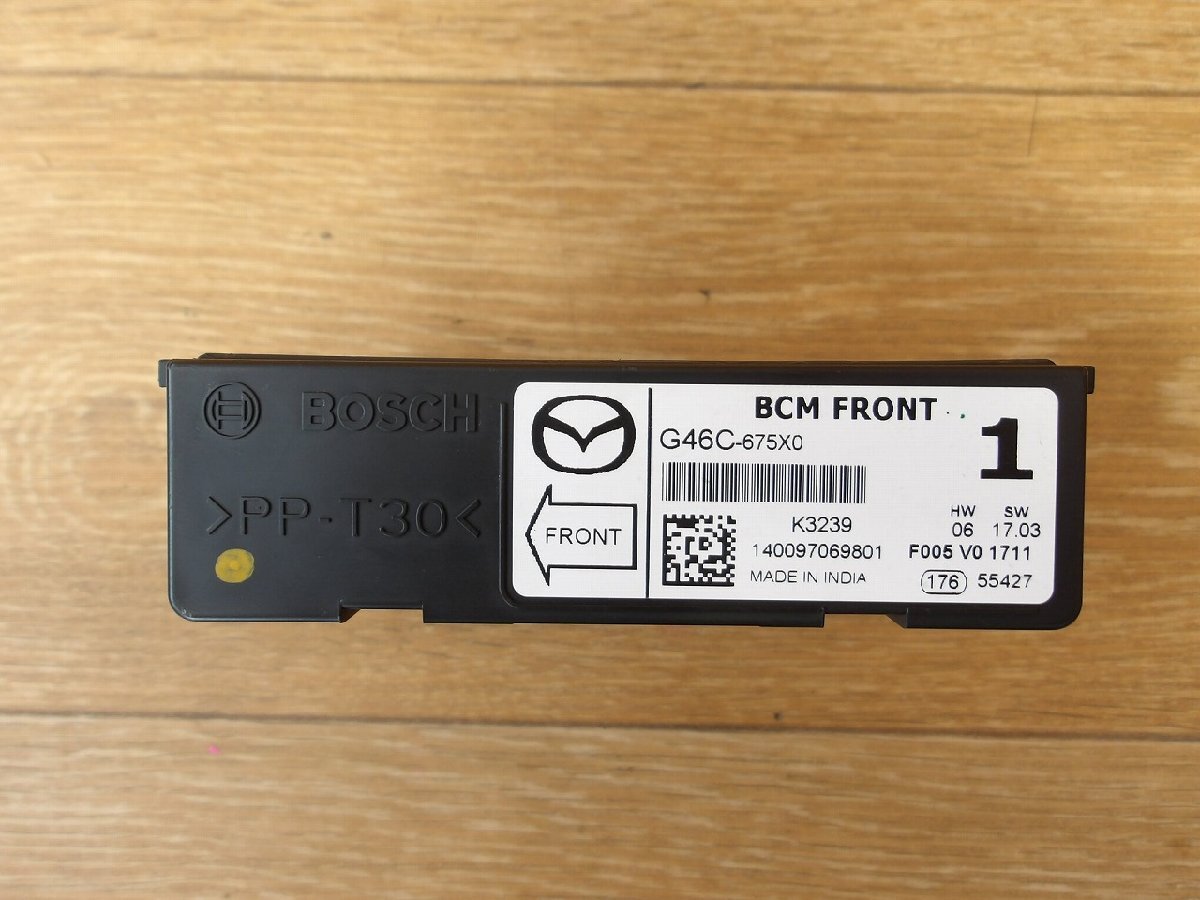 BOSCH
>PP-T30<
FRONT
BCM FRONT
G46C-675X0
1
K3239
140097069801
MADE IN INDIA
HW SW
06 17.03
F005 V0 1711
176 55427